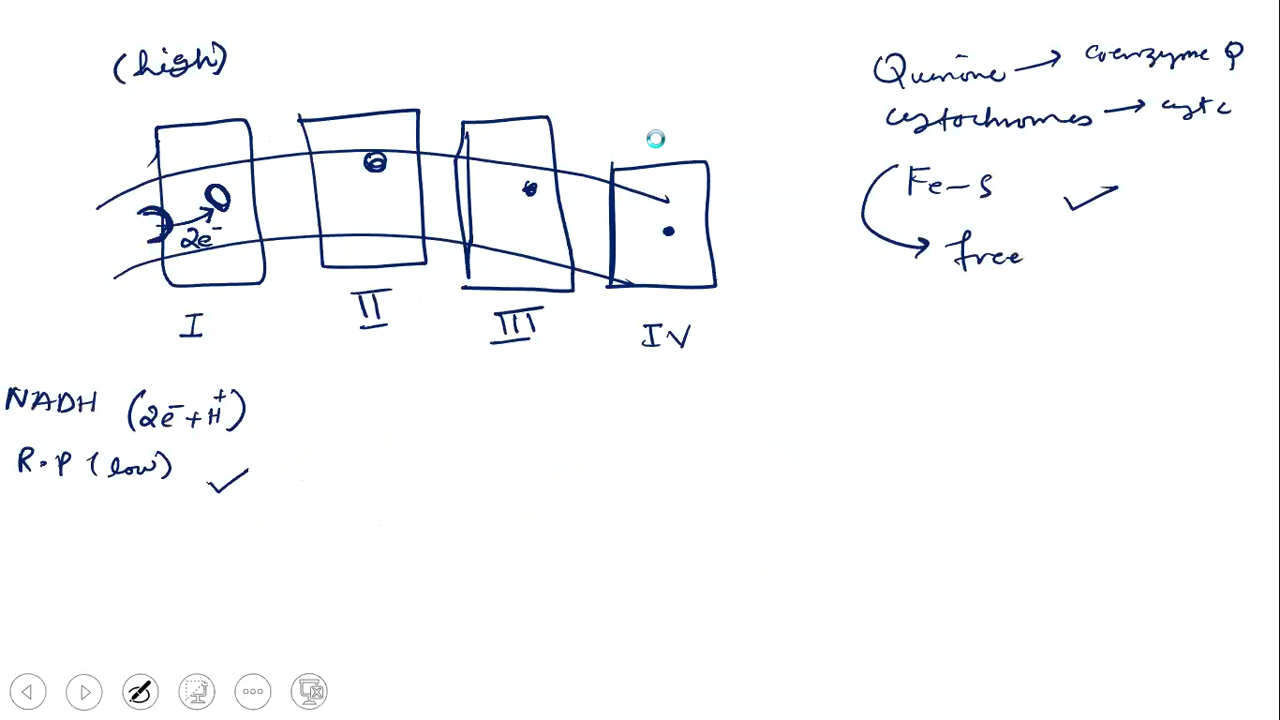 (high)
Quinone → coenzyme Q
cytochromes → cyt c
Fe-S
free
2e⁻
I
II
III
IV
NADH (2e⁻ + H⁺)
R.P (low)